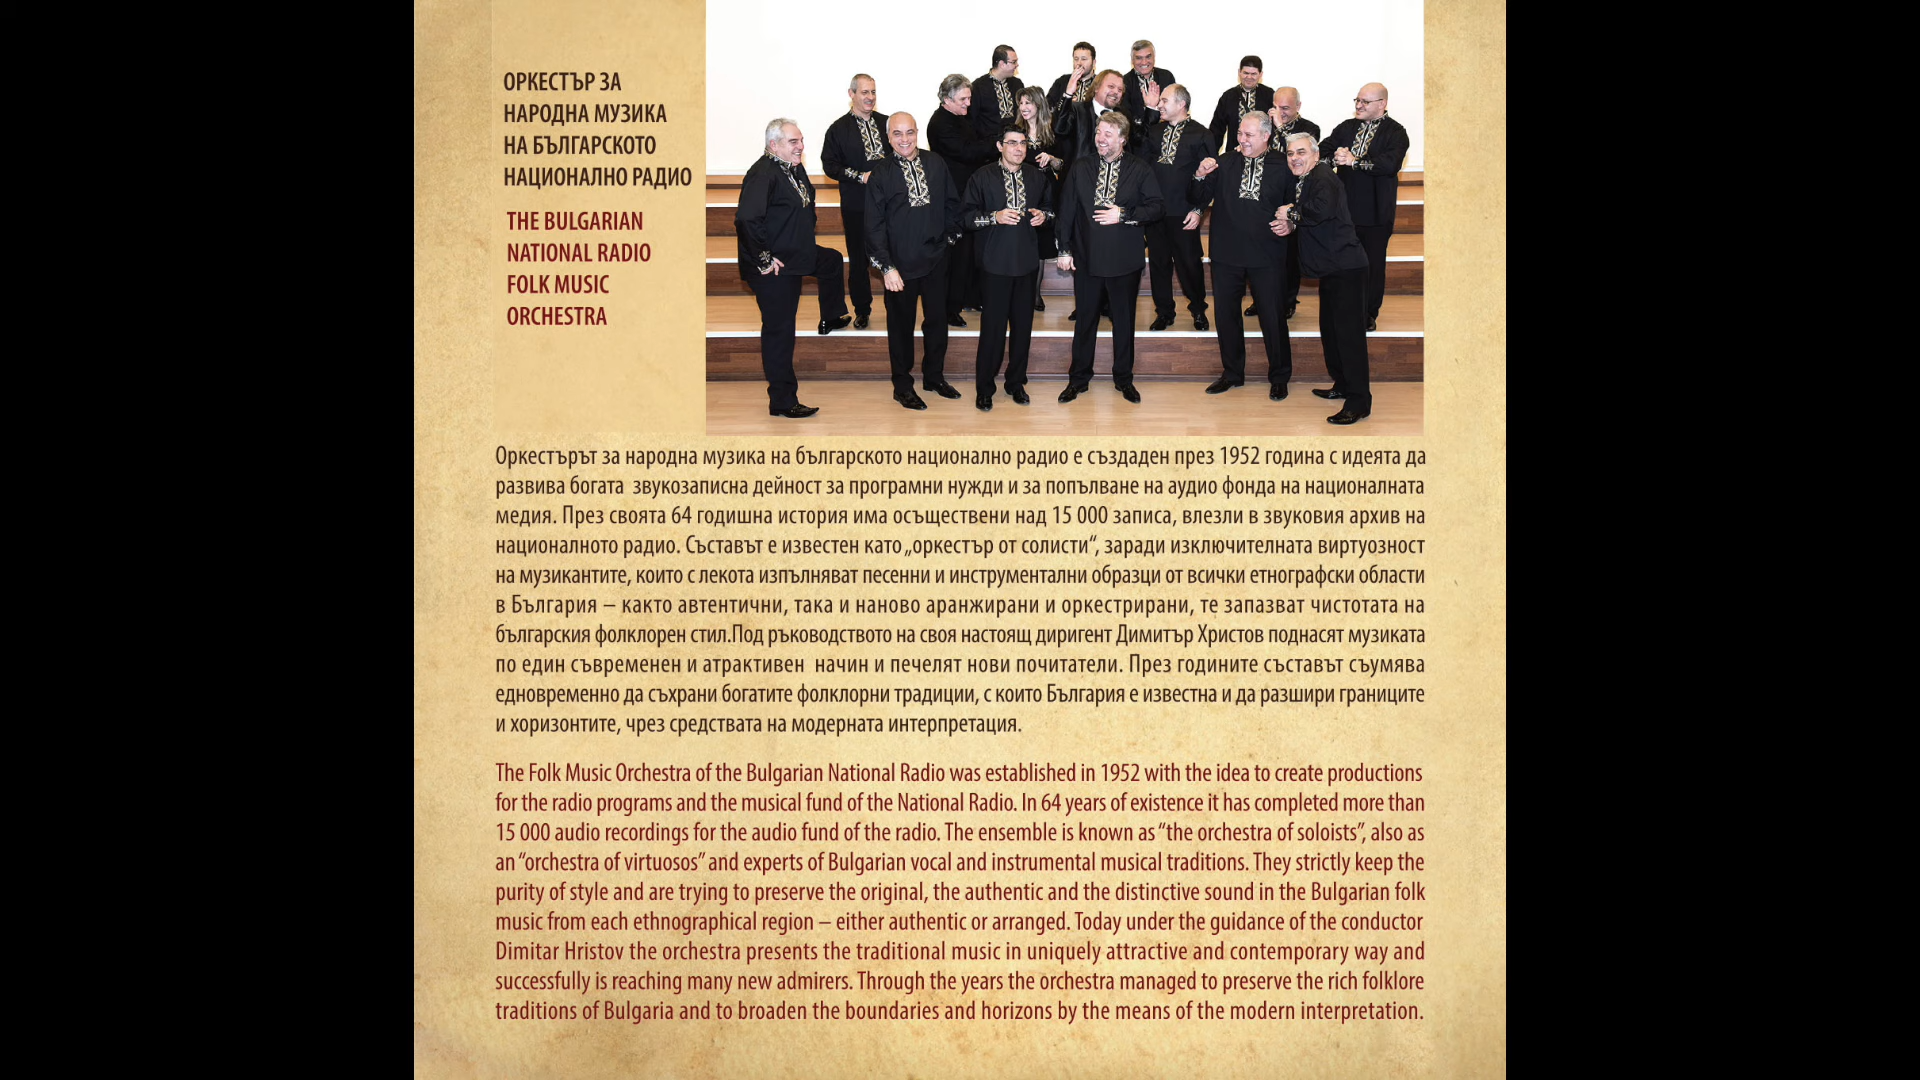 ОРКЕСТЪР ЗА
НАРОДНА МУЗИКА
НА БЪЛГАРСКОТО
НАЦИОНАЛНО РАДИО
THE BULGARIAN
NATIONAL RADIO
FOLK MUSIC
ORCHESTRA
Оркестърът за народна музика на българското национално радио е създаден през 1952 година с идеята да
развива богата звукозаписна дейност за програмни нужди и за попълване на аудио фонда на националната
медия. През своята 64 годишна история има осъществени над 15 000 записа, влезли в звуковия архив на
националното радио. Съставът е известен като „оркестър от солисти“, заради изключителната виртуозност
на музикантите, които с лекота изпълняват песенни и инструментални образци от всички етнографски области
в България – както автентични, така и наново аранжирани и оркестрирани, те запазват чистотата на
българския фолклорен стил.Под ръководството на своя настоящ диригент Димитър Христов поднасят музиката
по един съвременен и атрактивен начин и печелят нови почитатели. През годините съставът съумява
едновременно да съхрани богатите фолклорни традиции, с които България е известна и да разшири границите
и хоризонтите, чрез средствата на модерната интерпретация.
The Folk Music Orchestra of the Bulgarian National Radio was established in 1952 with the idea to create productions
for the radio programs and the musical fund of the National Radio. In 64 years of existence it has completed more than
15 000 audio recordings for the audio fund of the radio. The ensemble is known as “the orchestra of soloists”, also as
an “orchestra of virtuosos” and experts of Bulgarian vocal and instrumental musical traditions. They strictly keep the
purity of style and are trying to preserve the original, the authentic and the distinctive sound in the Bulgarian folk
music from each ethnographical region – either authentic or arranged. Today under the guidance of the conductor
Dimitar Hristov the orchestra presents the traditional music in uniquely attractive and contemporary way and
successfully is reaching many new admirers. Through the years the orchestra managed to preserve the rich folklore
traditions of Bulgaria and to broaden the boundaries and horizons by the means of the modern interpretation.